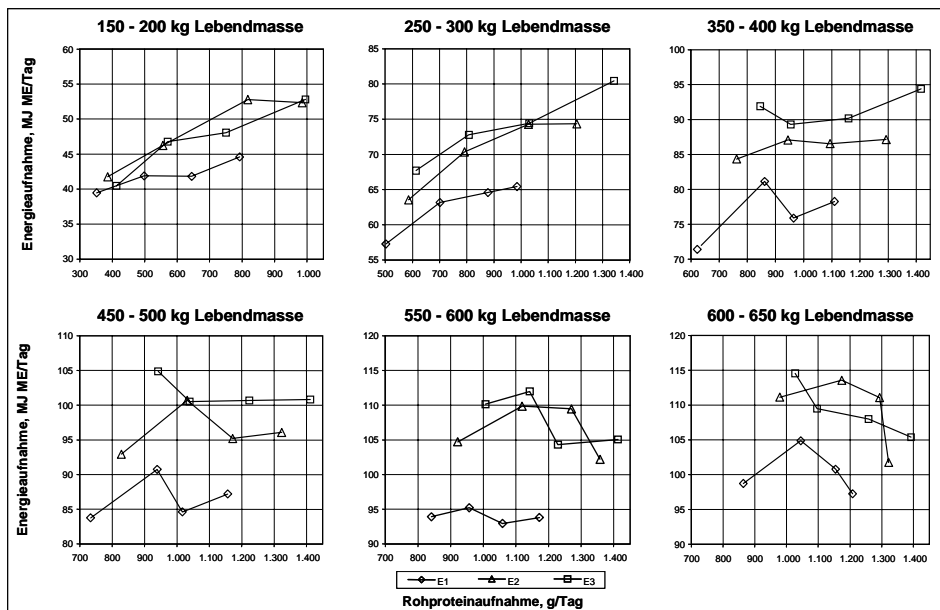 150 - 200 kg Lebendmasse
250 - 300 kg Lebendmasse
350 - 400 kg Lebendmasse
Energieaufnahme, MJ ME/Tag
60
55
50
45
40
35
30
300 400 500 600 700 800 900 1.000
85
80
75
70
65
60
55
500 600 700 800 900 1.000 1.100 1.200 1.300 1.400
100
95
90
85
80
75
70
600 700 800 900 1.000 1.100 1.200 1.300 1.400
450 - 500 kg Lebendmasse
550 - 600 kg Lebendmasse
600 - 650 kg Lebendmasse
Energieaufnahme, MJ ME/Tag
110
105
100
95
90
85
80
700 800 900 1.000 1.100 1.200 1.300 1.400
120
115
110
105
100
95
90
700 800 900 1.000 1.100 1.200 1.300 1.400
120
115
110
105
100
95
90
700 800 900 1.000 1.100 1.200 1.300 1.400
E1 E2 E3
Rohproteinaufnahme, g/Tag